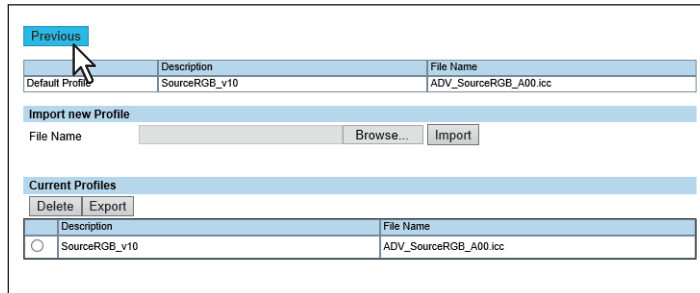 Previous
Description File Name
Default Profile SourceRGB_v10 ADV_SourceRGB_A00.icc
Import new Profile
File Name Browse... Import
Current Profiles
Delete Export
Description File Name
SourceRGB_v10 ADV_SourceRGB_A00.icc